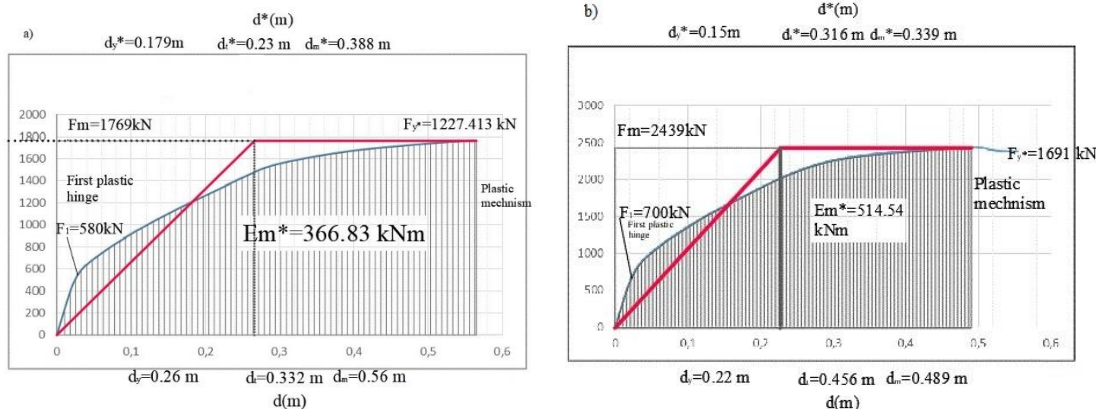 a)
d*(m)
dy*=0.179m dt*=0.23 m dm*=0.388 m
2000
1800
1600
1400
1200
1000
800
600
400
200
0
Fm=1769kN
Fy*=1227.413 kN
First plastic
hinge
F1=580kN
Em*=366.83 kNm
Plastic
mechnism
0 0,1 0,2 0,3 0,4 0,5 0,6
dy=0.26 m dt=0.332 m dm=0.56 m
d(m)
b)
d*(m)
dy*=0.15m dt*=0.316 m dm*=0.339 m
3000
2500
2000
1500
1000
500
0
Fm=2439kN
Fy*=1691 kN
F1=700kN
First plastic
hinge
Em*=514.54
kNm
Plastic
mechnism
0 0,1 0,2 0,3 0,4 0,5 0,6
dy=0.22 m dt=0.456 m dm=0.489 m
d(m)